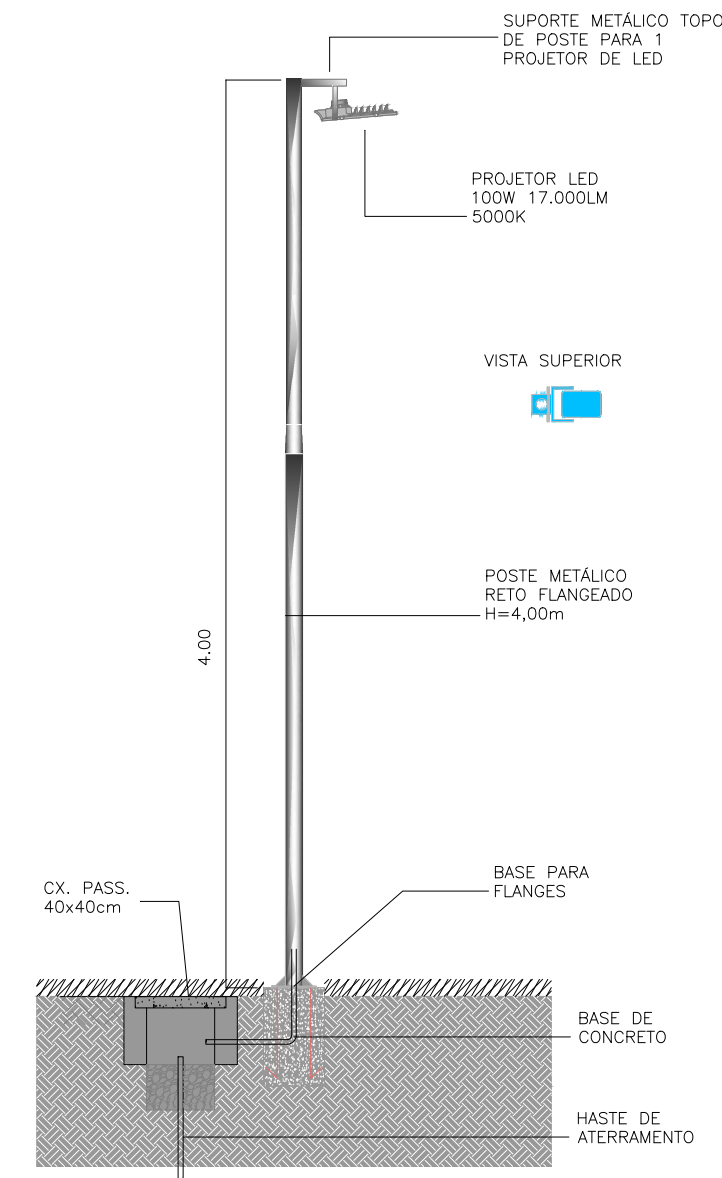 SUPORTE METÁLICO TOPO
DE POSTE PARA 1
PROJETOR DE LED
PROJETOR LED
100W 17.000LM
5000K
VISTA SUPERIOR
POSTE METÁLICO
RETO FLANGEADO
H=4,00m
4.00
BASE PARA
FLANGES
CX. PASS.
40x40cm
BASE DE
CONCRETO
HASTE DE
ATERRAMENTO